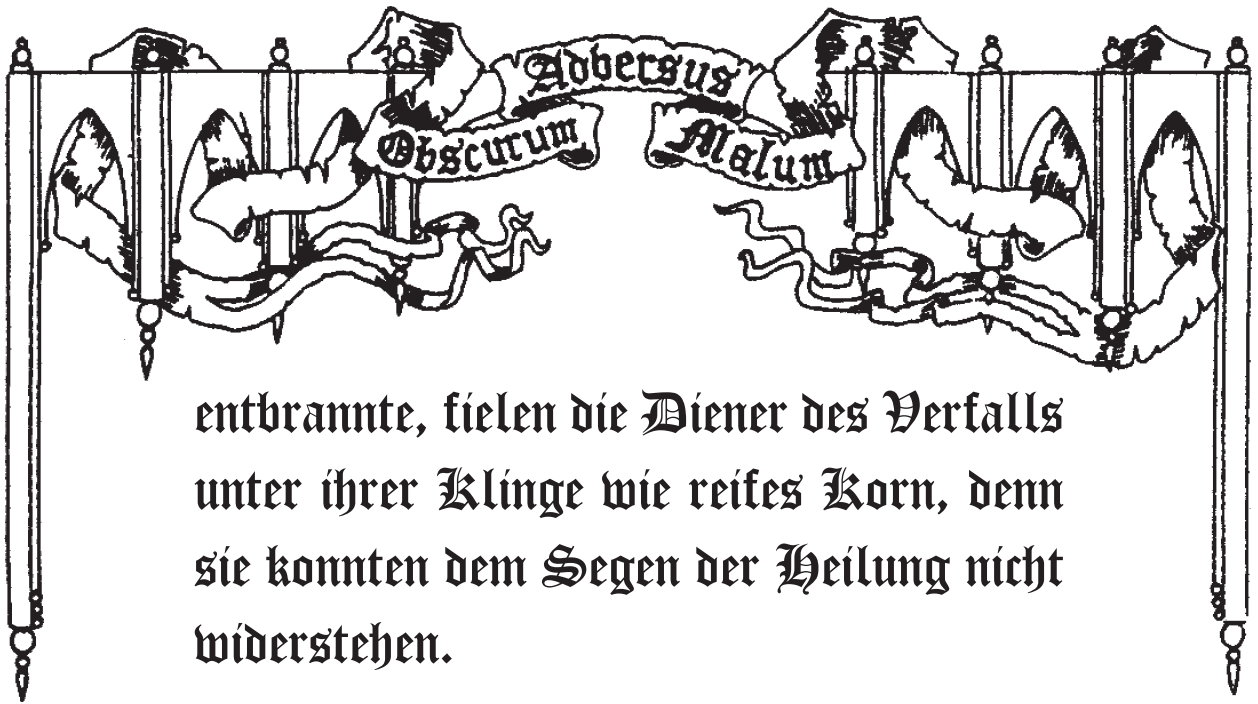 Adversus
Obscurum Malum
entbrannte, fielen die Diener des Verfalls
unter ihrer Klinge wie reifes Korn, denn
sie konnten dem Segen der Heilung nicht
widerstehen.